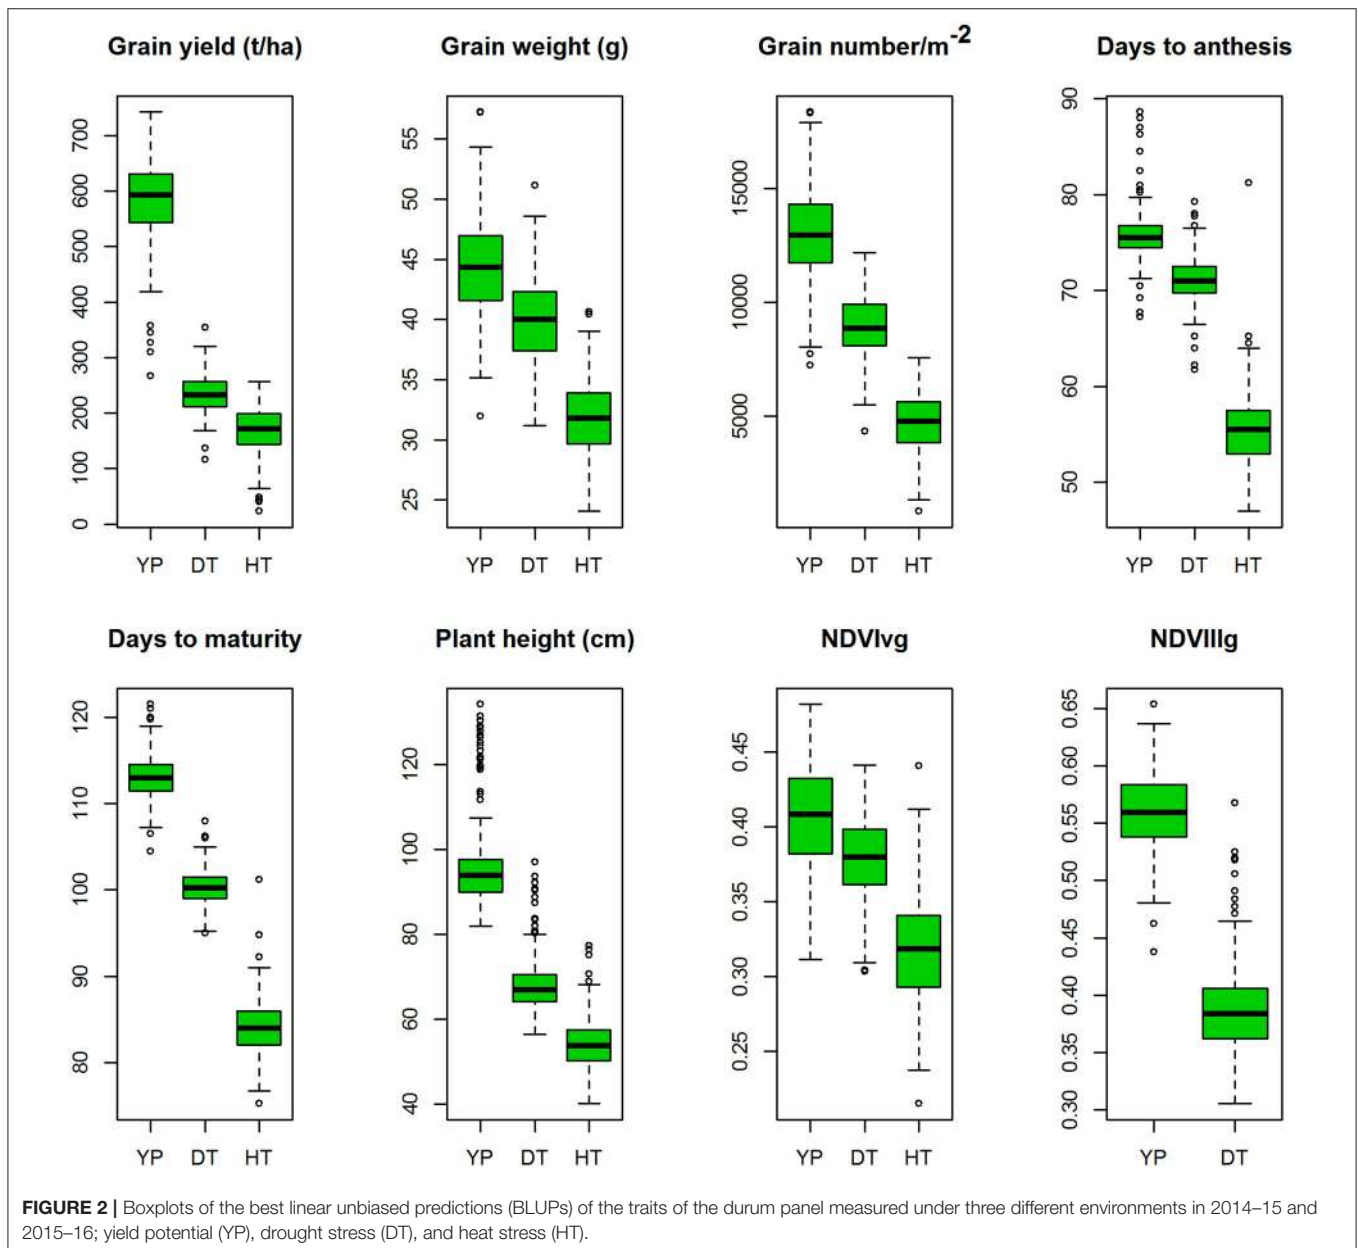 Grain yield (t/ha)
Grain weight (g)
Grain number/m-2
Days to anthesis
700
600
500
400
300
200
100
0
YP DT HT
55
50
45
40
35
30
25
YP DT HT
15000
10000
5000
YP DT HT
90
80
70
60
50
YP DT HT
Days to maturity
Plant height (cm)
NDVIvg
NDVIllg
120
110
100
90
80
YP DT HT
120
100
80
60
40
YP DT HT
0.45
0.40
0.35
0.30
0.25
YP DT HT
0.65
0.60
0.55
0.50
0.45
0.40
0.35
0.30
YP DT
FIGURE 2 | Boxplots of the best linear unbiased predictions (BLUPs) of the traits of the durum panel measured under three different environments in 2014–15 and
2015–16; yield potential (YP), drought stress (DT), and heat stress (HT).